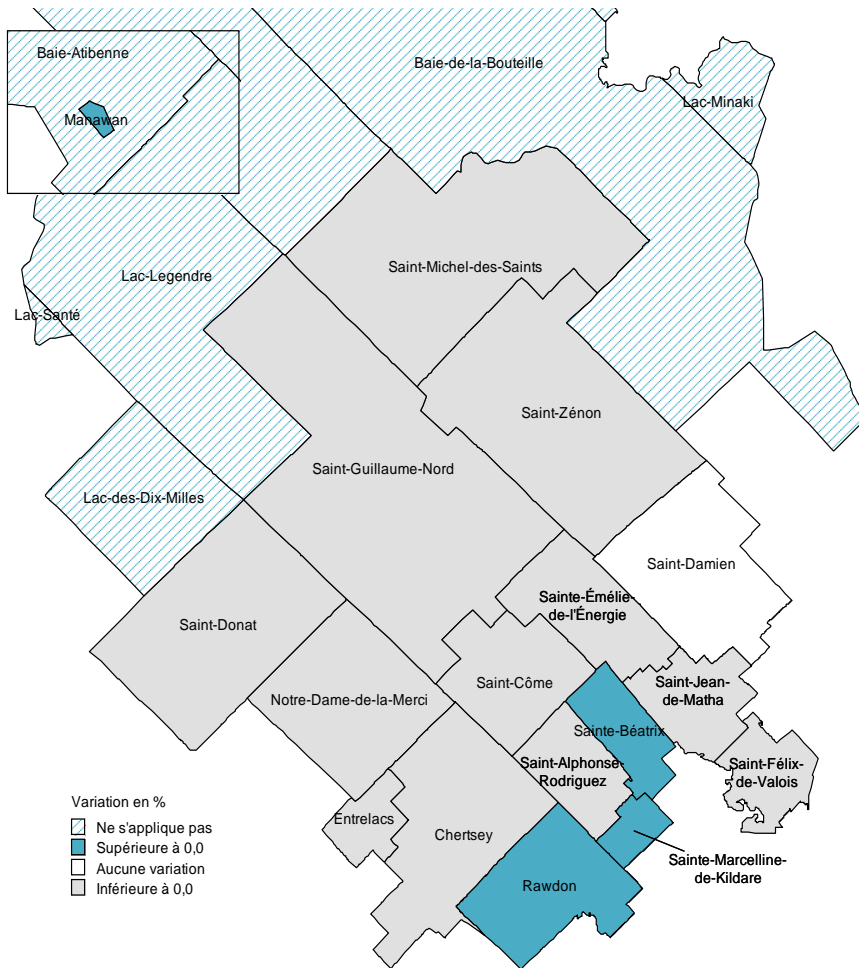 Baie-Atibenne
Manawan
Baie-de-la-Bouteille
Lac-Minaki
Saint-Michel-des-Saints
Lac-Legendre
Lac-Santé
Saint-Zénon
Saint-Guillaume-Nord
Lac-des-Dix-Milles
Saint-Damien
Sainte-Émélie-
de-l'Énergie
Saint-Donat
Saint-Côme
Saint-Jean-
de-Matha
Notre-Dame-de-la-Merci
Sainte-Béatrix
Saint-Alphonse-
Rodriguez
Saint-Félix-
de-Valois
Entrelacs
Chertsey
Sainte-Marcelline-
de-Kildare
Rawdon
Variation en %
Ne s'applique pas
Supérieure à 0,0
Aucune variation
Inférieure à 0,0